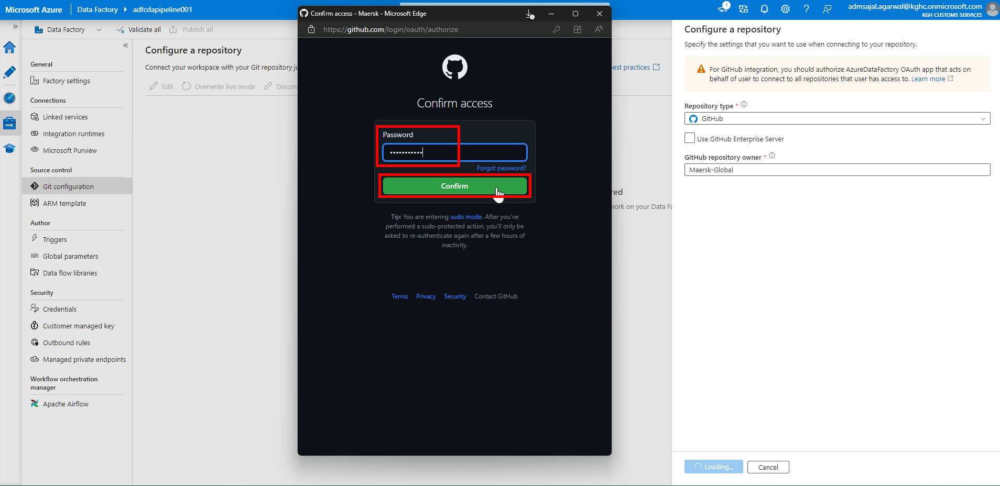 Microsoft Azure
Data Factory
adfcdapipeline001
1
admsajal.agarwal@kghc.onmicrosoft.com
KGH CUSTOMS SERVICES
Data Factory
Validate all
Publish all
General
Factory settings
Connections
Linked services
Integration runtimes
Microsoft Purview
Source control
Git configuration
ARM template
Author
Triggers
Global parameters
Data flow libraries
Security
Credentials
Customer managed key
Outbound rules
Managed private endpoints
Workflow orchestration
manager
Apache Airflow
Configure a repository
Connect your workspace with your Git repository
best practices
Edit
Overwrite live mode
Confirm access - Maersk - Microsoft Edge
https://github.com/login/oauth/authorize
Confirm access
Password
•••••••••••
Forgot password?
Confirm
Tip: You are entering sudo mode. After you've
performed a sudo-protected action, you'll only be
asked to re-authenticate again after a few hours of
inactivity.
Terms
Privacy
Security
Contact GitHub
work on your Data
Configure a repository
Specify the settings that you want to use when connecting to your repository.
For GitHub integration, you should authorize AzureDataFactory OAuth app that acts on
behalf of user to connect to all repositories that user has access to. Learn more
Repository type *
GitHub
Use GitHub Enterprise Server
GitHub repository owner *
Maersk-Global
Loading...
Cancel